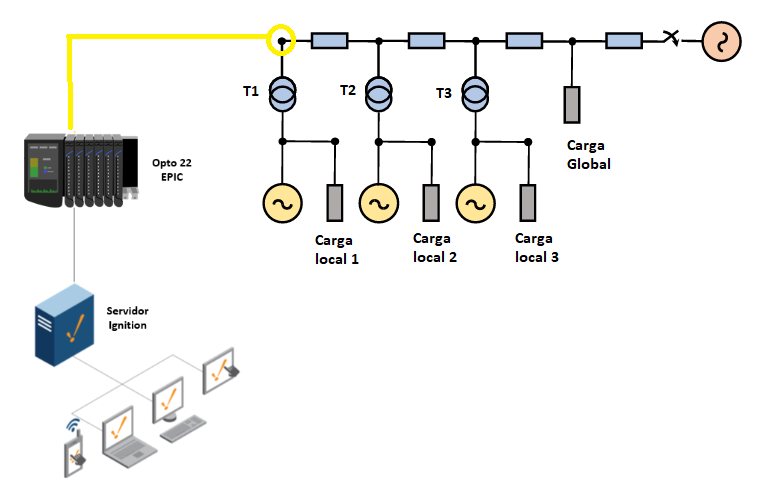 T1
T2
T3
Opto 22
EPIC
Carga
Global
Carga
local 1
Carga
local 2
Carga
local 3
Servidor
Ignition